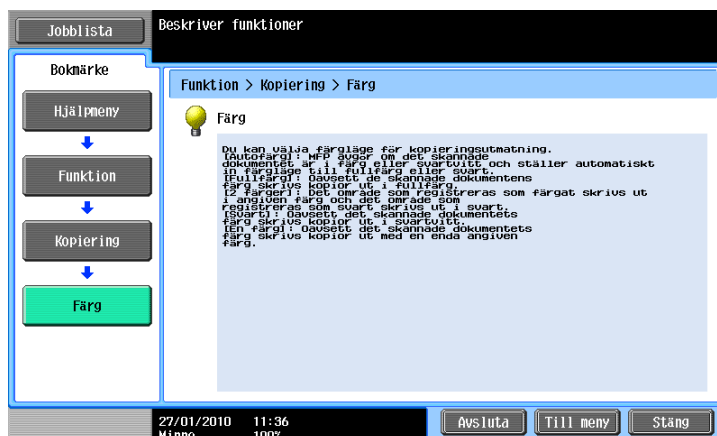 Jobblista
Beskriver funktioner
Bokmärke
Hjälpmeny
Funktion
Kopiering
Färg
Funktion > Kopiering > Färg
Färg
Du kan välja färgläge för kopieringsutmatning.
[Autofärg]: MFP avgör om det skannade
dokumentet är i färg eller svartvitt och ställer automatiskt
in färgläge till fullfärg eller svart.
[Fullfärg]: Oavsett de skannade dokumentens
färg skrivs kopior ut i fullfärg.
[2 färger]: Det område som registreras som färgat skrivs ut
i angiven färg och det område som
registreras som svart skrivs ut i svart.
[Svart]: Oavsett det skannade dokumentets
färg skrivs kopior ut i svartvitt.
[En färg]: Oavsett det skannade dokumentets
färg skrivs kopior ut med en enda angiven
färg.
27/01/2010 11:36
Minne 100%
Avsluta
Till meny
Stäng